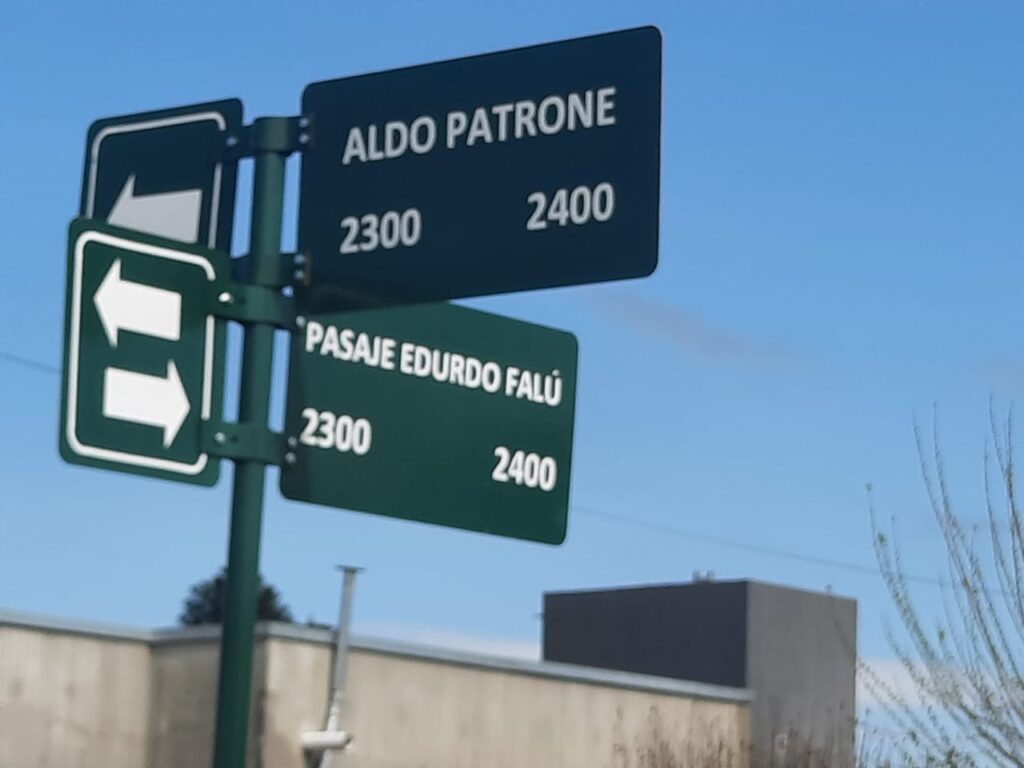 ALDO PATRONE
2300 2400
PASAJE EDURDO FALÚ
2300 2400